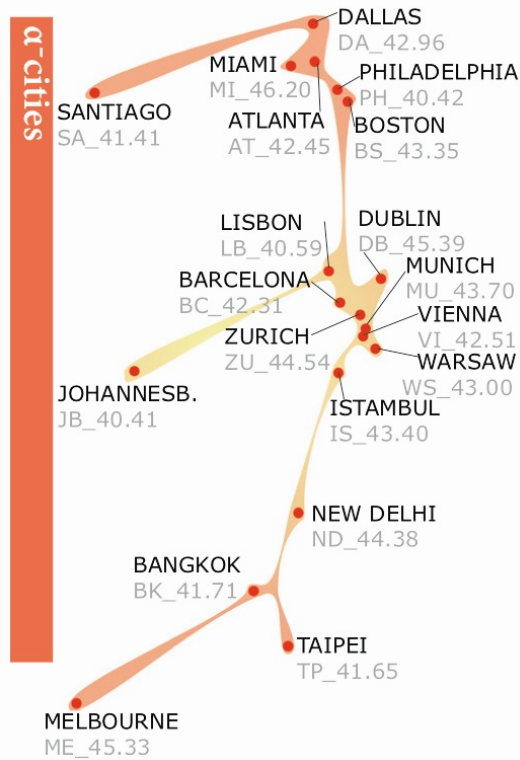 α-cities
DALLAS
DA_42.96
MIAMI
MI_46.20
PHILADELPHIA
PH_40.42
SANTIAGO
SA_41.41
ATLANTA
AT_42.45
BOSTON
BS_43.35
LISBON
LB_40.59
DUBLIN
DB_45.39
BARCELONA
BC_42.31
MUNICH
MU_43.70
VIENNA
VI_42.51
ZURICH
ZU_44.54
WARSAW
WS_43.00
JOHANNESB.
JB_40.41
ISTAMBUL
IS_43.40
NEW DELHI
ND_44.38
BANGKOK
BK_41.71
TAIPEI
TP_41.65
MELBOURNE
ME_45.33